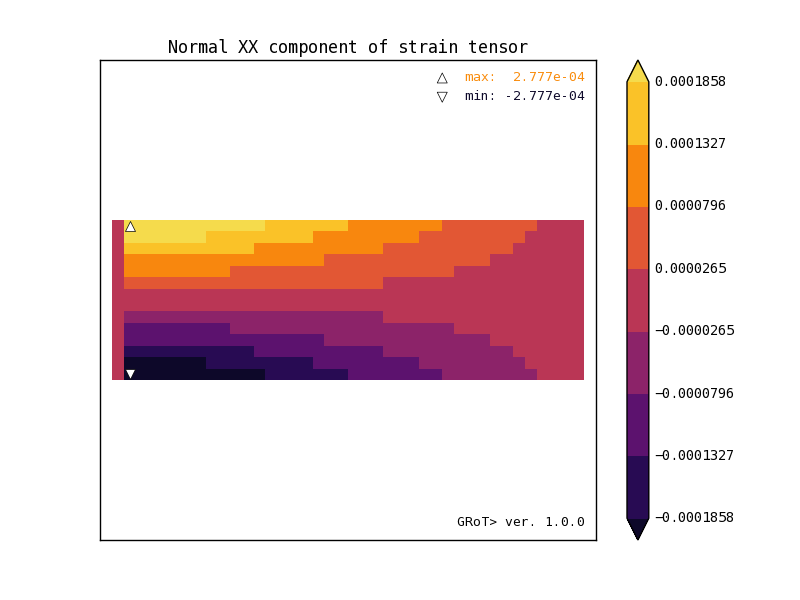 Normal XX component of strain tensor
△ max: 2.777e-04
▽ min: -2.777e-04
0.0001858
0.0001327
0.0000796
0.0000265
−0.0000265
−0.0000796
−0.0001327
−0.0001858
GRoT> ver. 1.0.0